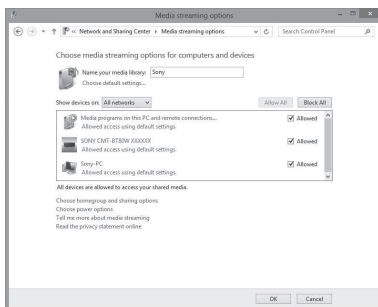 Media streaming options
« Network and Sharing Center ▸ Media streaming options
Search Control Panel
Choose media streaming options for computers and devices
Name your media library: Sony
Choose default settings...
Show devices on: All networks
Allow All
Block All
Media programs on this PC and remote connections...
Allowed access using default settings.
Allowed
SONY CMT-BT80W XXXXXX
Allowed access using default settings.
Allowed
Sony-PC
Allowed access using default settings.
Allowed
All devices are allowed to access your shared media.
Choose homegroup and sharing options
Choose power options
Tell me more about media streaming
Read the privacy statement online
OK
Cancel